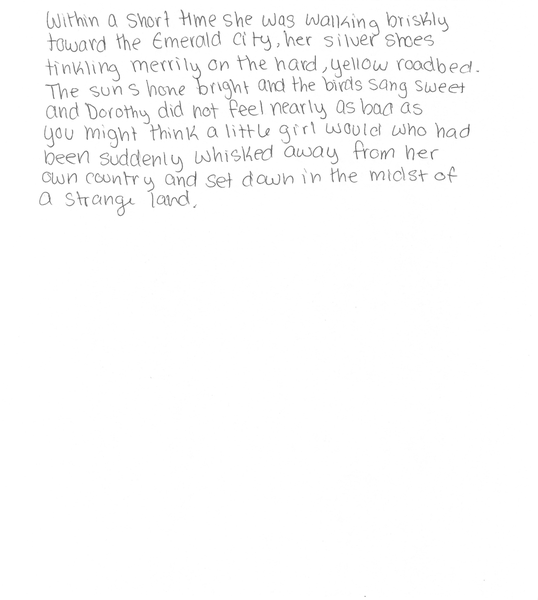 Within a short time she was walking briskly
toward the Emerald City, her silver shoes
tinkling merrily on the hard, yellow roadbed.
The sun shone bright and the birds sang sweet
and Dorothy did not feel nearly as bad as
you might think a little girl would who had
been suddenly whisked away from her
own country and set down in the midst of
a strange land.